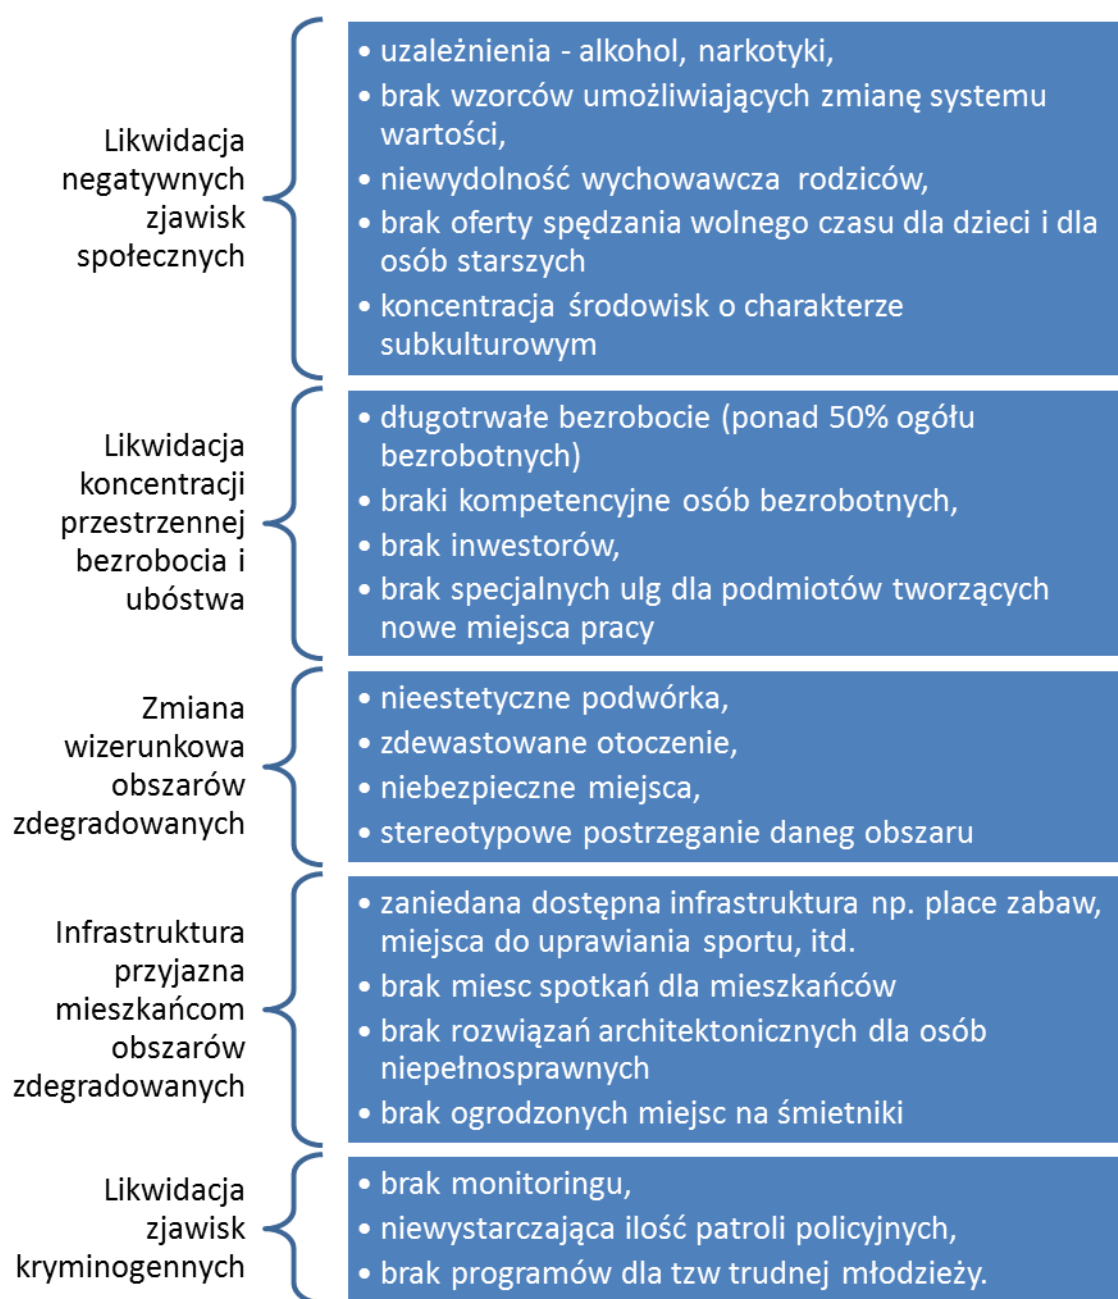 Likwidacja
negatywnych
zjawisk
społecznych
• uzależnienia - alkohol, narkotyki,
• brak wzorców umożliwiających zmianę systemu
wartości,
• niewydolność wychowawcza rodziców,
• brak oferty spędzania wolnego czasu dla dzieci i dla
osób starszych
• koncentracja środowisk o charakterze
subkulturowym
Likwidacja
koncentracji
przestrzennej
bezrobocia i
ubóstwa
• długotrwałe bezrobocie (ponad 50% ogółu
bezrobotnych)
• braki kompetencyjne osób bezrobotnych,
• brak inwestorów,
• brak specjalnych ulg dla podmiotów tworzących
nowe miejsca pracy
Zmiana
wizerunkowa
obszarów
zdegradowanych
• nieestetyczne podwórka,
• zdewastowane otoczenie,
• niebezpieczne miejsca,
• stereotypowe postrzeganie daneg obszaru
Infrastruktura
przyjazna
mieszkańcom
obszarów
zdegradowanych
• zaniedana dostępna infrastruktura np. place zabaw,
miejsca do uprawiania sportu, itd.
• brak miesc spotkań dla mieszkańców
• brak rozwiązań architektonicznych dla osób
niepełnosprawnych
• brak ogrodzonych miejsc na śmietniki
Likwidacja
zjawisk
kryminogennych
• brak monitoringu,
• niewystarczająca ilość patroli policyjnych,
• brak programów dla tzw trudnej młodzieży.